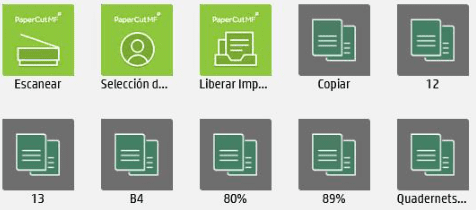 PaperCut MF PaperCut MF PaperCut MF
Escanear Selección d... Liberar Imp... Copiar 12
13 B4 80% 89% Quadernets...